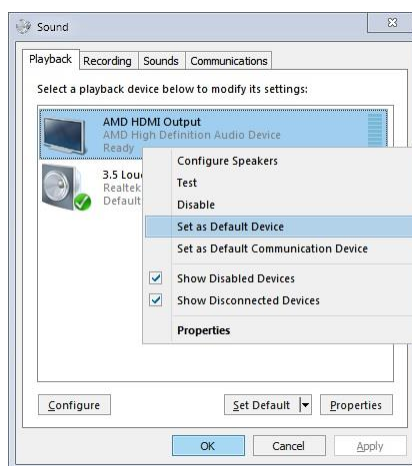 Sound
Playback Recording Sounds Communications
Select a playback device below to modify its settings:
AMD HDMI Output
AMD High Definition Audio Device
Ready
Configure Speakers
Test
Disable
Set as Default Device
Set as Default Communication Device
Show Disabled Devices
Show Disconnected Devices
Properties
3.5
Realtek
Default
Configure Set Default Properties
OK Cancel Apply